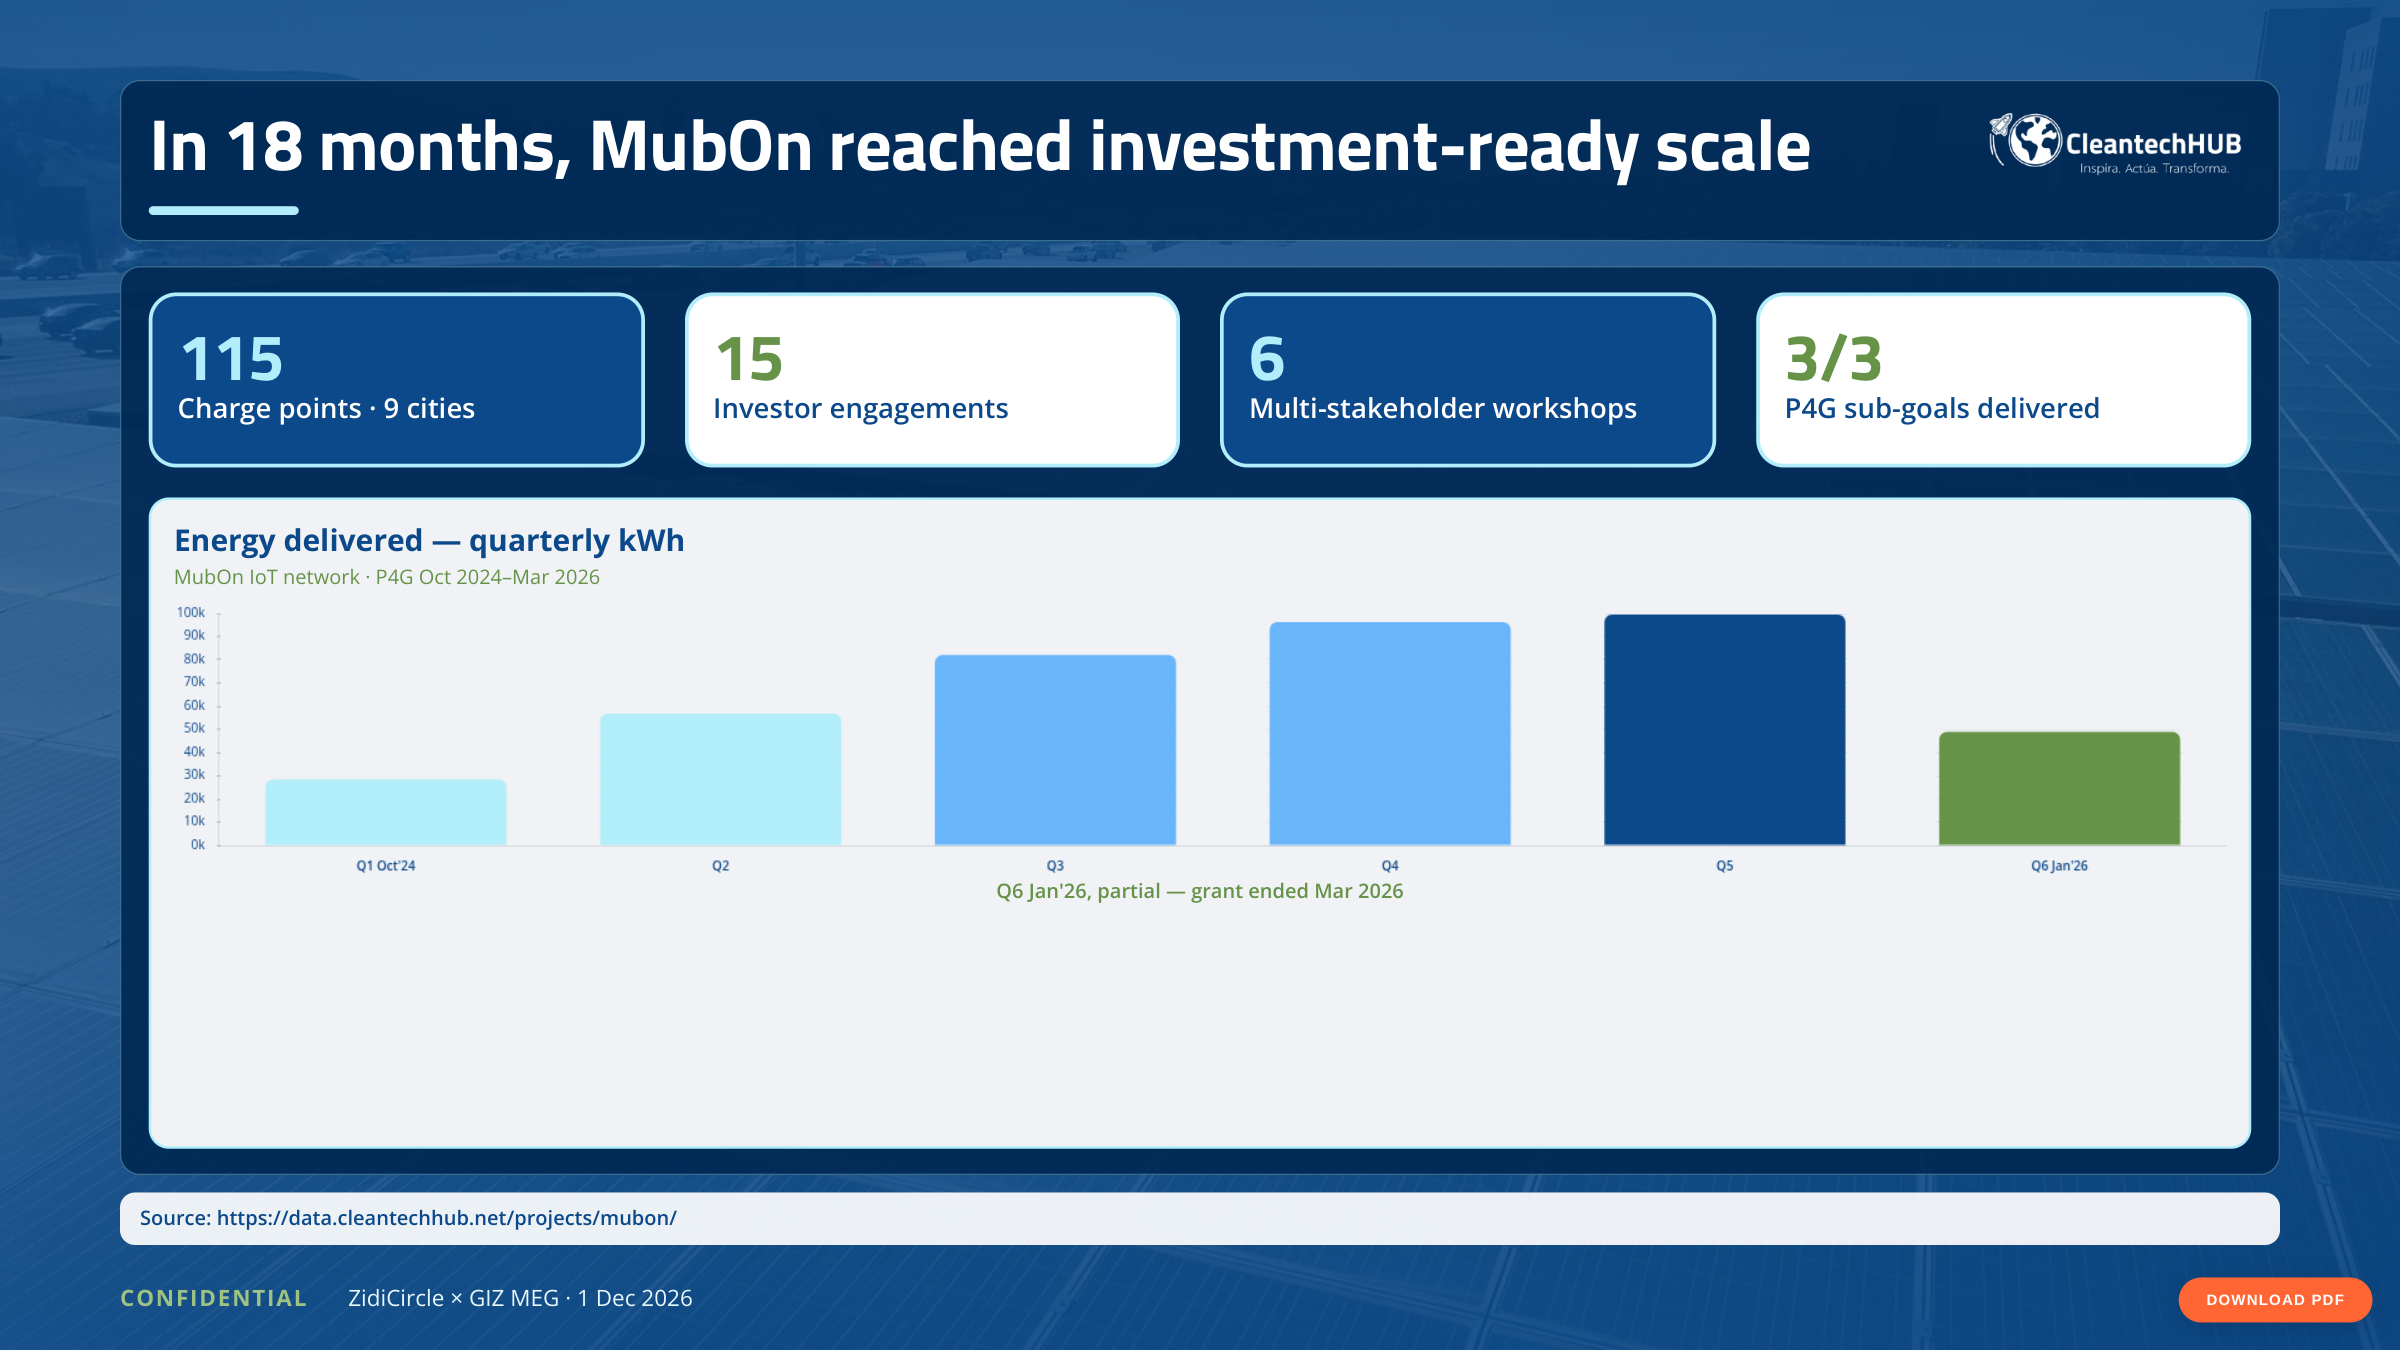 In 18 months, MubOn reached investment-ready scale
CleantechHUB
Inspira. Actúa. Transforma.
115
Charge points · 9 cities
15
Investor engagements
6
Multi-stakeholder workshops
3/3
P4G sub-goals delivered
Energy delivered — quarterly kWh
MubOn IoT network · P4G Oct 2024–Mar 2026
100k
90k
80k
70k
60k
50k
40k
30k
20k
10k
0k
Q1 Oct'24 Q2 Q3 Q4 Q5 Q6 Jan'26
Q6 Jan'26, partial — grant ended Mar 2026
Source: https://data.cleantechhub.net/projects/mubon/
CONFIDENTIAL ZidiCircle × GIZ MEG · 1 Dec 2026
DOWNLOAD PDF